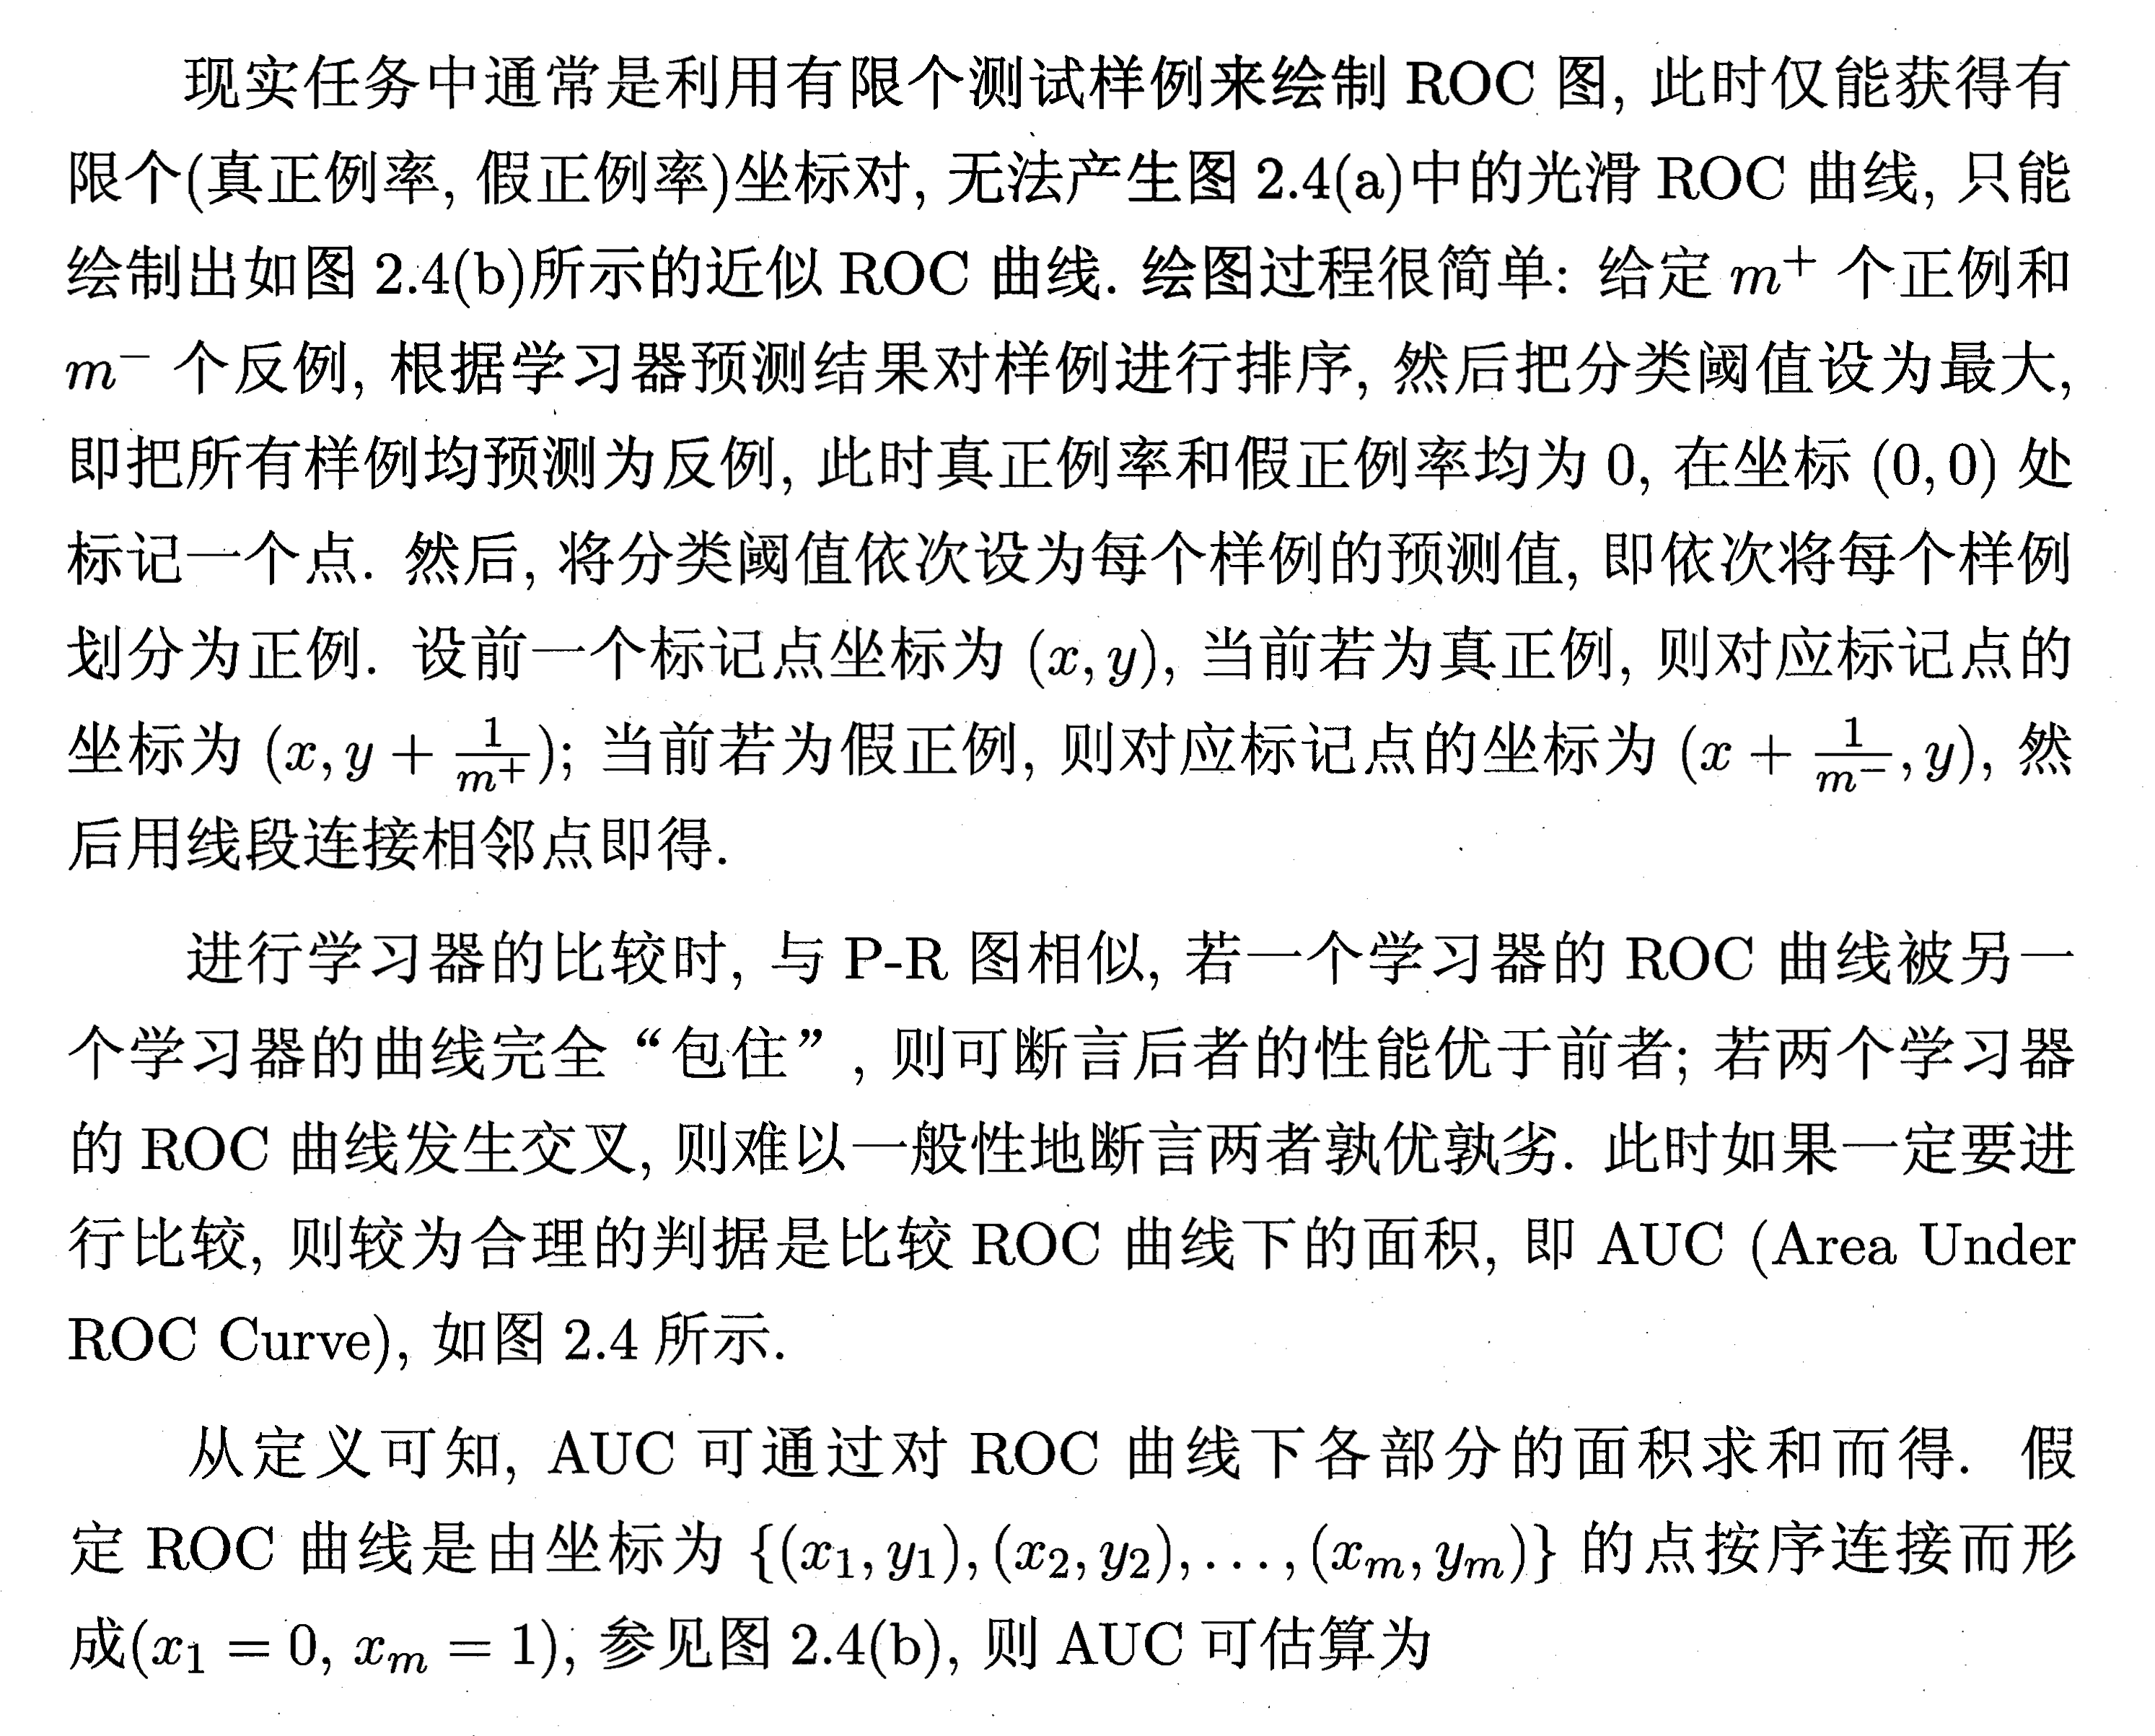 现实任务中通常是利用有限个测试样例来绘制 ROC 图, 此时仅能获得有
限个(真正例率, 假正例率)坐标对, 无法产生图 2.4(a)中的光滑 ROC 曲线, 只能
绘制出如图 2.4(b)所示的近似 ROC 曲线. 绘图过程很简单: 给定 $m^+$ 个正例和
$m^-$ 个反例, 根据学习器预测结果对样例进行排序, 然后把分类阈值设为最大,
即把所有样例均预测为反例, 此时真正例率和假正例率均为 0, 在坐标 (0, 0) 处
标记一个点. 然后, 将分类阈值依次设为每个样例的预测值, 即依次将每个样例
划分为正例. 设前一个标记点坐标为 $(x, y)$, 当前若为真正例, 则对应标记点的
坐标为 $(x, y + \frac{1}{m^+})$; 当前若为假正例, 则对应标记点的坐标为 $(x + \frac{1}{m^-}, y)$, 然
后用线段连接相邻点即得.
进行学习器的比较时, 与 P-R 图相似, 若一个学习器的 ROC 曲线被另一
个学习器的曲线完全“包住”, 则可断言后者的性能优于前者; 若两个学习器
的 ROC 曲线发生交叉, 则难以一般性地断言两者孰优孰劣. 此时如果一定要进
行比较, 则较为合理的判据是比较 ROC 曲线下的面积, 即 AUC (Area Under
ROC Curve), 如图 2.4 所示.
从定义可知, AUC 可通过对 ROC 曲线下各部分的面积求和而得. 假
定 ROC 曲线是由坐标为 $\{(x_1, y_1), (x_2, y_2), \ldots, (x_m, y_m)\}$ 的点按序连接而形
成$(x_1 = 0, x_m = 1)$, 参见图 2.4(b), 则 AUC 可估算为